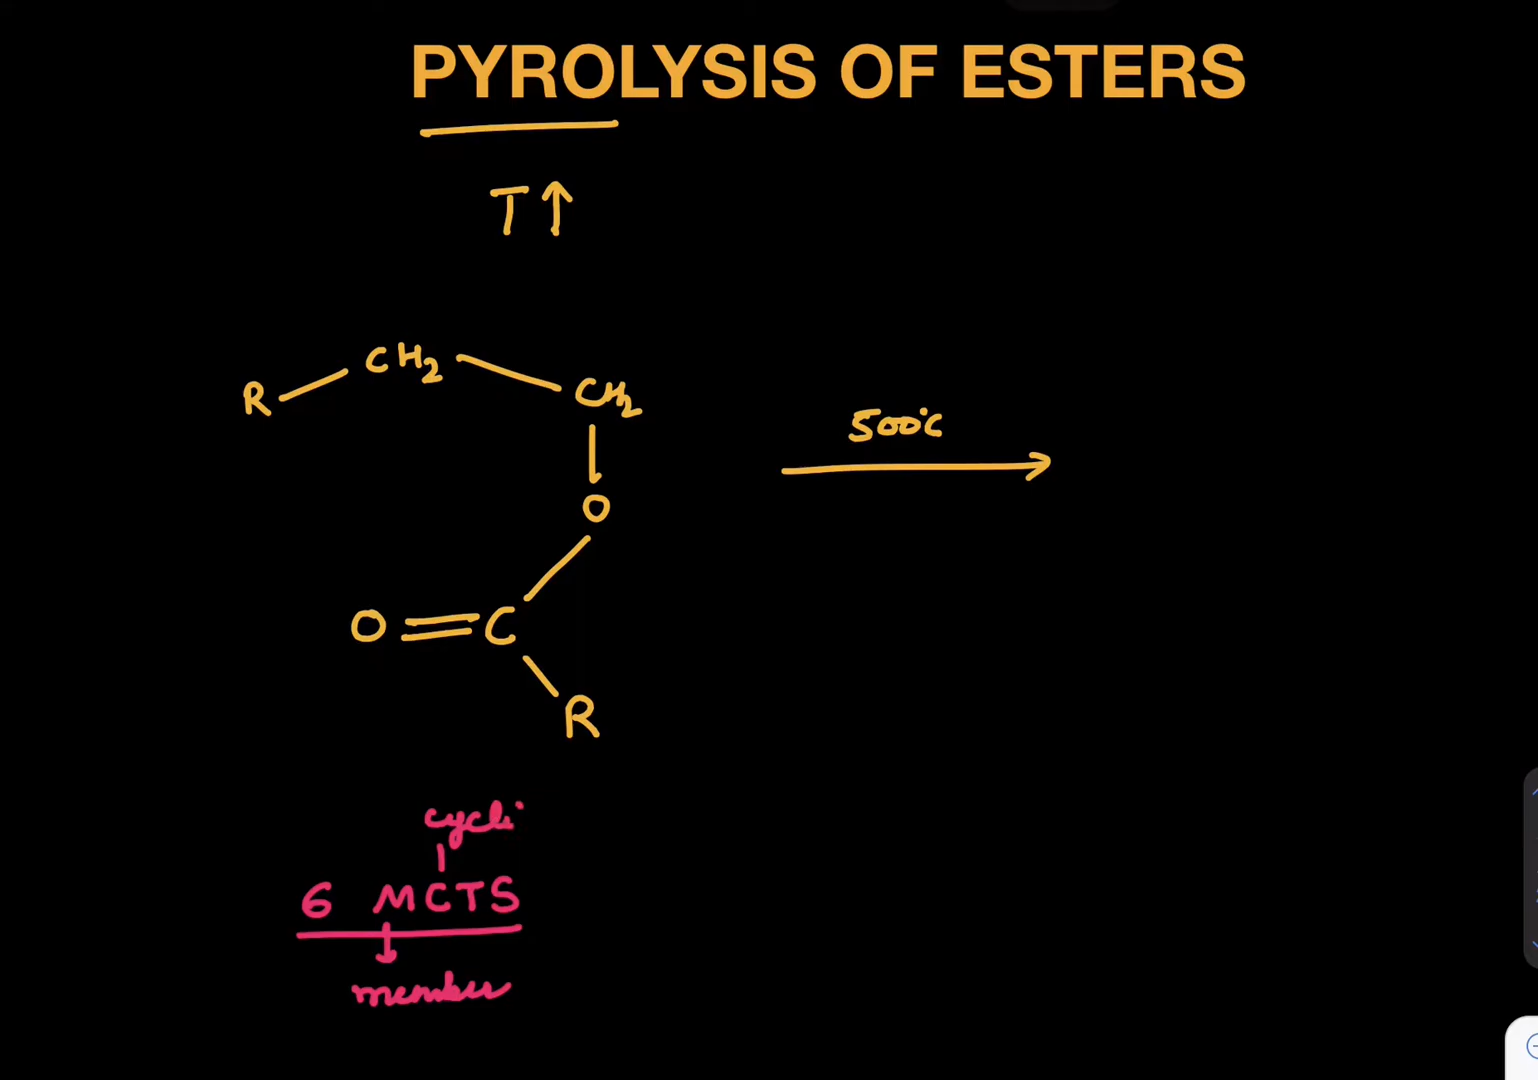 PYROLYSIS OF ESTERS
T↑
R CH2 CH2
500°C
O
O=C
R
cycli
6 MCTS
member